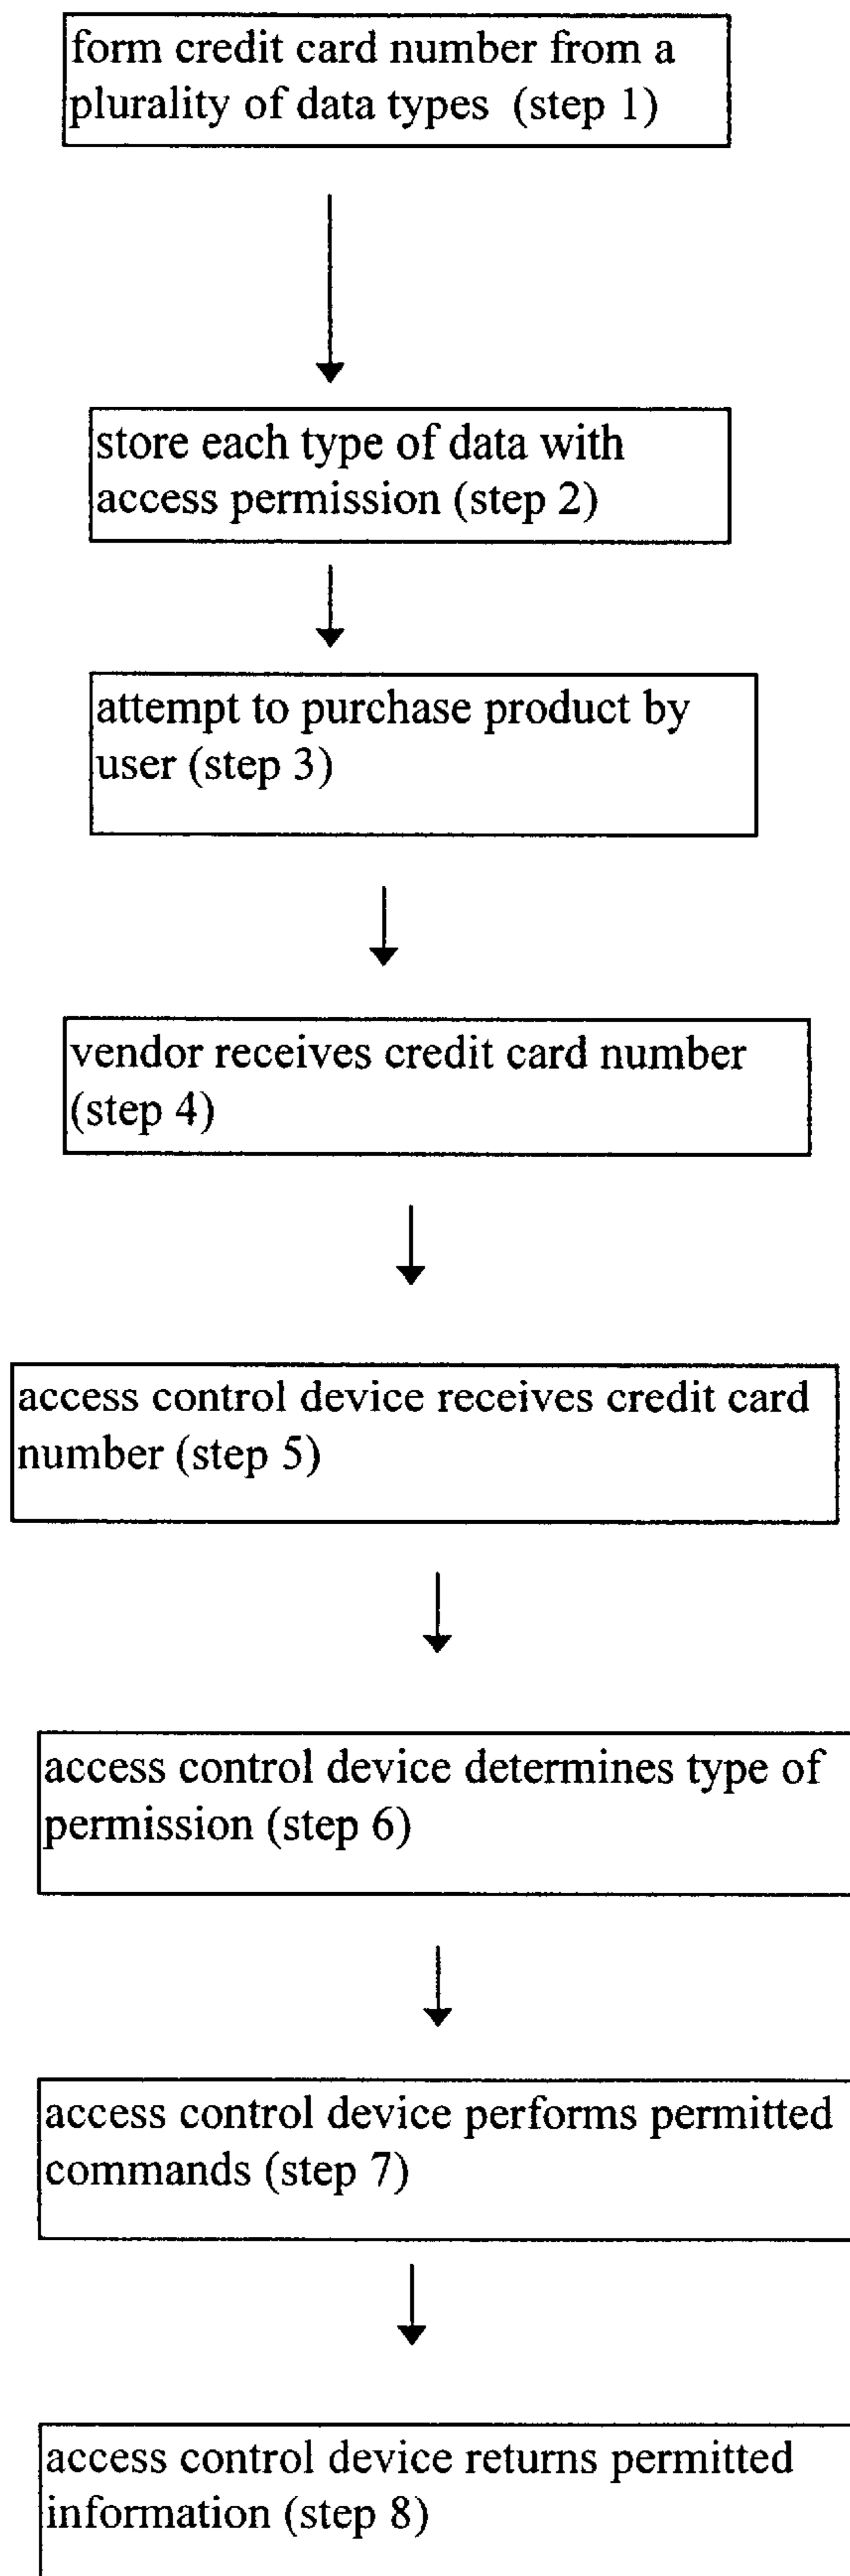 form credit card number from a
plurality of data types (step 1)
store each type of data with
access permission (step 2)
attempt to purchase product by
user (step 3)
vendor receives credit card number
(step 4)
access control device receives credit card
number (step 5)
access control device determines type of
permission (step 6)
access control device performs permitted
commands (step 7)
access control device returns permitted
information (step 8)